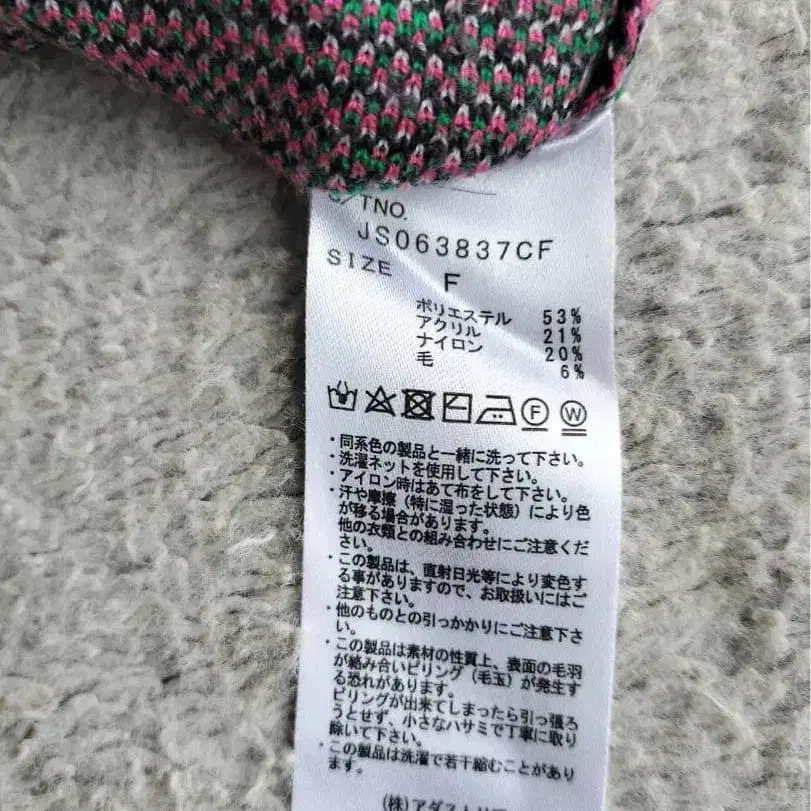 STNO.
JS063837CF
SIZE F
ポリエステル 53%
アクリル 21%
ナイロン 20%
毛 6%
F W
・同系色の製品と一緒に洗って下さい。
・洗濯ネットを使用して下さい。
・アイロン時はあて布をして下さい。
・汗や摩擦（特に湿った状態）により色
が移る場合があります。
他の衣類との組み合わせにご注意くだ
さい。
・この製品は、直射日光等により変色す
る事がありますので、お取扱いにはご
注意下さい。
・他のものとの引っかかりにご注意下さ
い。
・この製品は素材の性質上、表面の毛羽
が絡み合いピリング（毛玉）が発生す
る恐れがあります。
ピリングが出来てしまったら引っ張ろ
うとせず、小さなハサミで丁寧に取り
除いて下さい。
・この製品は洗濯で若干縮むことがあり
ます。
（株）アダストリア